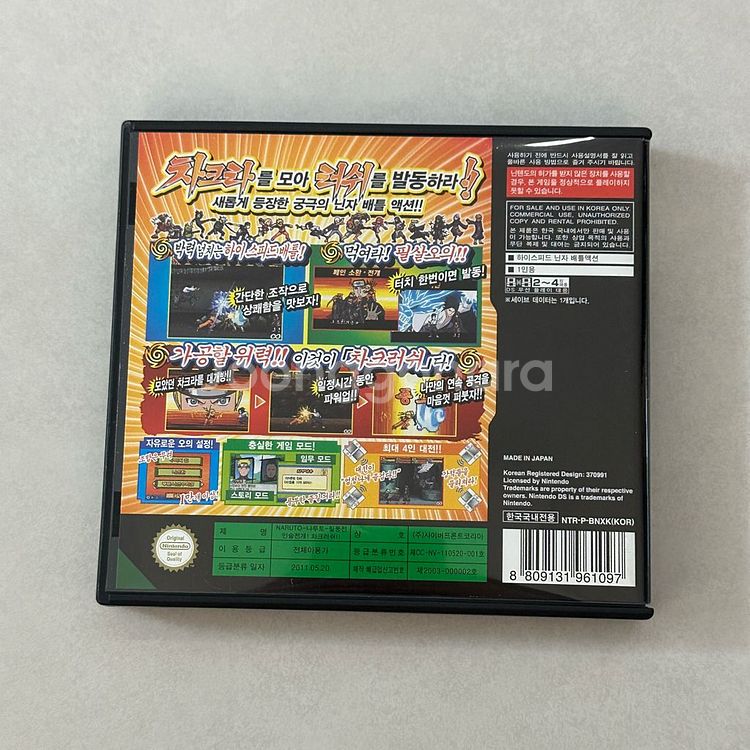 차크라를 모아, 러쉬를 발동하라!!
새롭게 등장한 궁극의 닌자 배틀 액션!!
박력 넘치는 하이스피드배틀!
먹여라! 필살오의!!
간단한 조작으로
상쾌함을 맛보자!
페인 소환·전개
터치 한번이면 발동!
가공할 위력!! 이것이 「차크러쉬」다!
모았던 차크라를 대개방!!
일정시간 동안
파워업!!
나만의 연속 공격을
마음껏 퍼붓자!!
자유로운 오의 설정!
충실한 게임 모드!
임무 모드
스토리 모드
최대 4인 대전!!
제 명
NARUTO-나루토-질풍전
인술전개! 차크러쉬!!
상 호
(주)사이버프론트코리아
이 용 등 급
전체이용가
등급분류번호
제CC-NV-110520-001호
등급분류 일자
2011.05.20
제작·배급업신고번호
제2003-000002호
Original
Nintendo
Seal of
Quality
사용하기 전에 반드시 사용설명서를 잘 읽고
올바른 사용 방법으로 즐겨 주시기 바랍니다.
닌텐도의 허가를 받지 않은 장치를 사용할
경우, 본 게임을 정상적으로 플레이하지
못할 수 있습니다.
FOR SALE AND USE IN KOREA ONLY
COMMERCIAL USE, UNAUTHORIZED
COPY AND RENTAL PROHIBITED.
본 제품은 한국 국내에서만 판매 및 사용
이 가능합니다. 또한 상업 목적의 사용과
무단 복제 및 대여는 금지되어 있습니다.
하이스피드 닌자 배틀액션
1인용
2~4
DS 무선 플레이 대응
※세이브 데이터는 1개입니다.
MADE IN JAPAN
Korean Registered Design: 370991
Licensed by Nintendo
Trademarks are property of their respective
owners. Nintendo DS is a trademark of
Nintendo.
한국국내전용
NTR-P-BNXK(KOR)
8 809131 961097